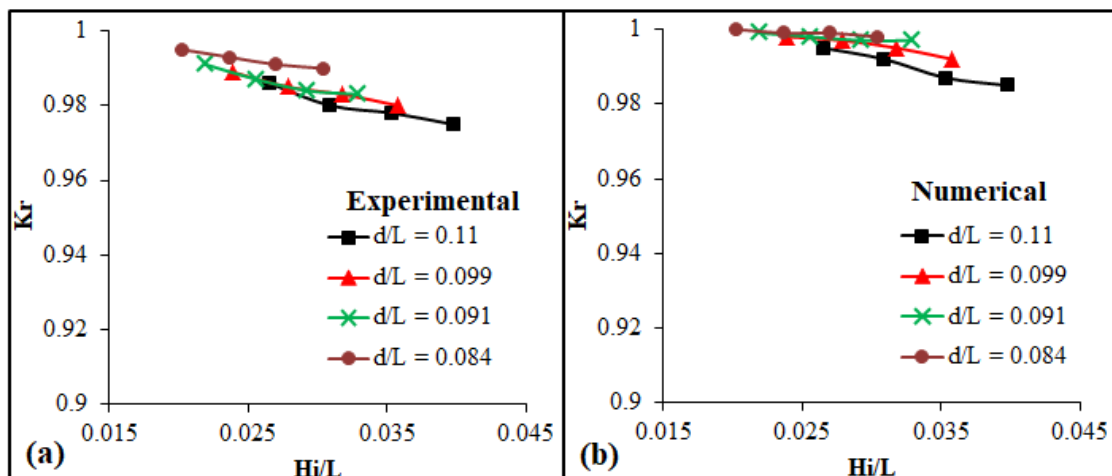 1
0.98
0.96
0.94
0.92
0.9
Kr
Experimental
d/L = 0.11
d/L = 0.099
d/L = 0.091
d/L = 0.084
0.015
0.025
0.035
0.045
Hi/L
(a)
1
0.98
0.96
0.94
0.92
0.9
Kr
Numerical
d/L = 0.11
d/L = 0.099
d/L = 0.091
d/L = 0.084
0.015
0.025
0.035
0.045
Hi/L
(b)